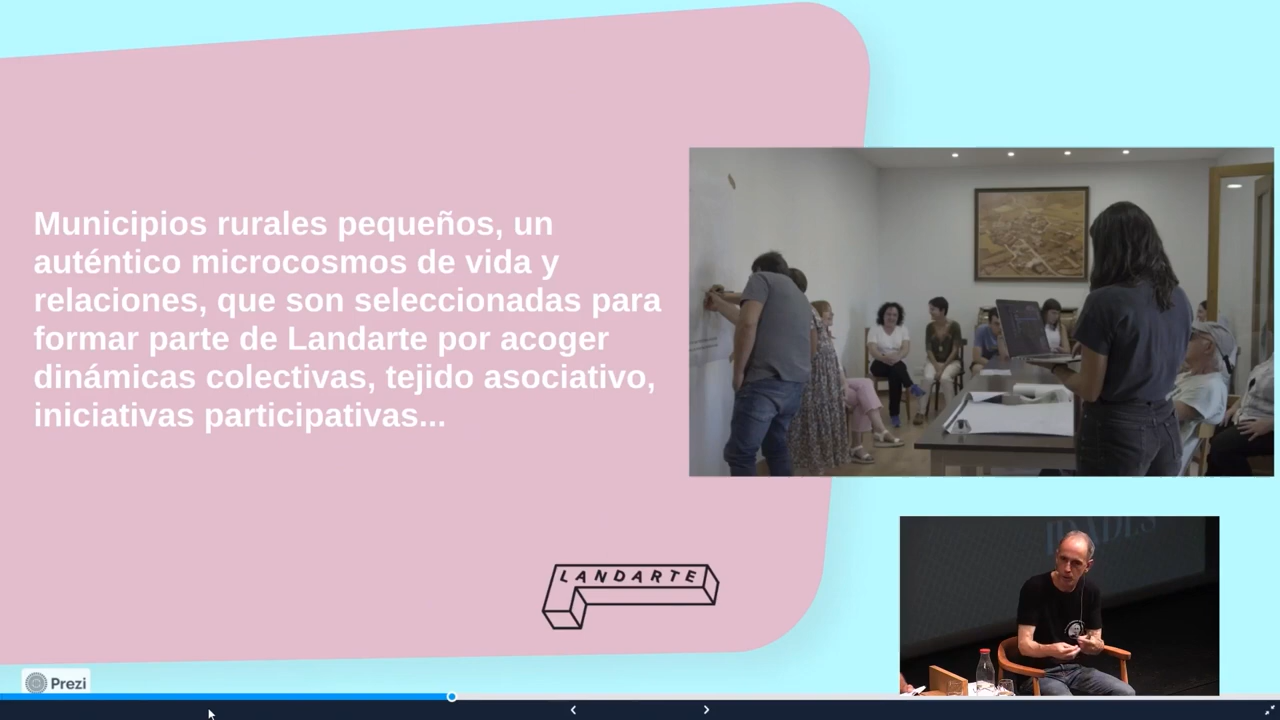 Municipios rurales pequeños, un
auténtico microcosmos de vida y
relaciones, que son seleccionadas para
formar parte de Landarte por acoger
dinámicas colectivas, tejido asociativo,
iniciativas participativas...
LANDARTE
IDADES
Prezi